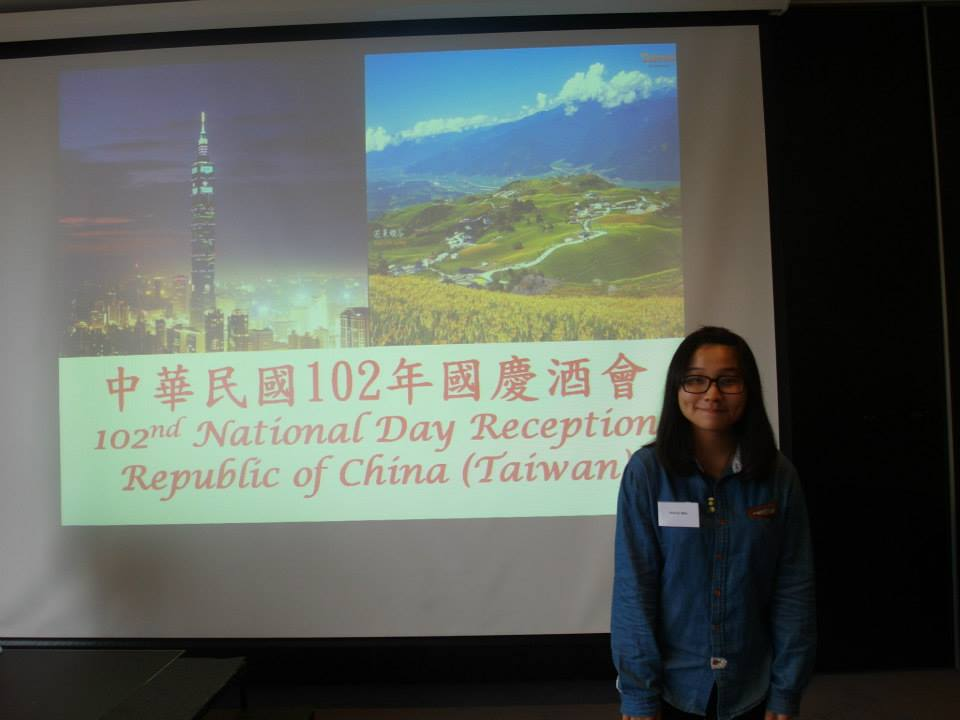 中華民國102年國慶酒會
102nd National Day Reception
Republic of China (Taiwan)